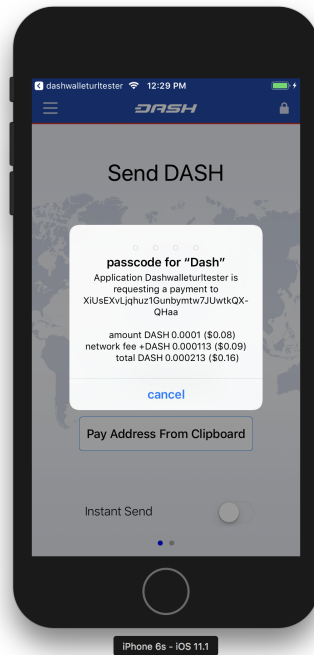 dashwalleturltester 12:29 PM
DASH
Send DASH
passcode for “Dash”
Application Dashwalleturltester is
requesting a payment to
XiUsEXvLjqhuz1Gunbymtw7JUwtkQX-
QHaa
amount DASH 0.0001 ($0.08)
network fee +DASH 0.000113 ($0.09)
total DASH 0.000213 ($0.16)
cancel
Pay Address From Clipboard
Instant Send
iPhone 6s - iOS 11.1